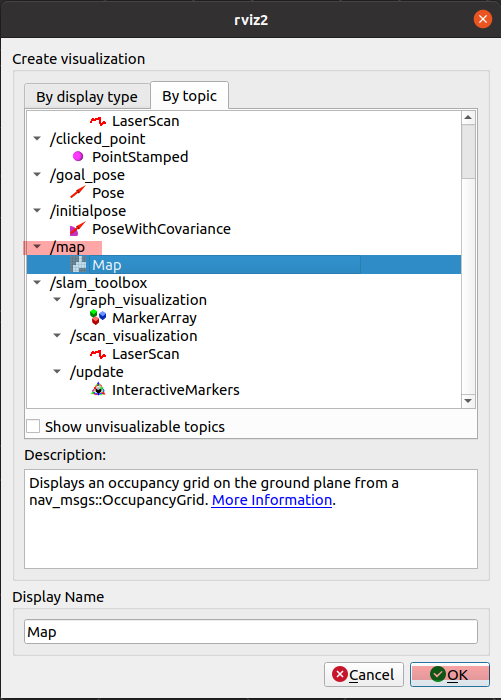 rviz2
Create visualization
By display type
By topic
LaserScan
/clicked_point
PointStamped
/goal_pose
Pose
/initialpose
PoseWithCovariance
/map
Map
/slam_toolbox
/graph_visualization
MarkerArray
/scan_visualization
LaserScan
/update
InteractiveMarkers
Show unvisualizable topics
Description:
Displays an occupancy grid on the ground plane from a
nav_msgs::OccupancyGrid. More Information.
Display Name
Map
Cancel
OK